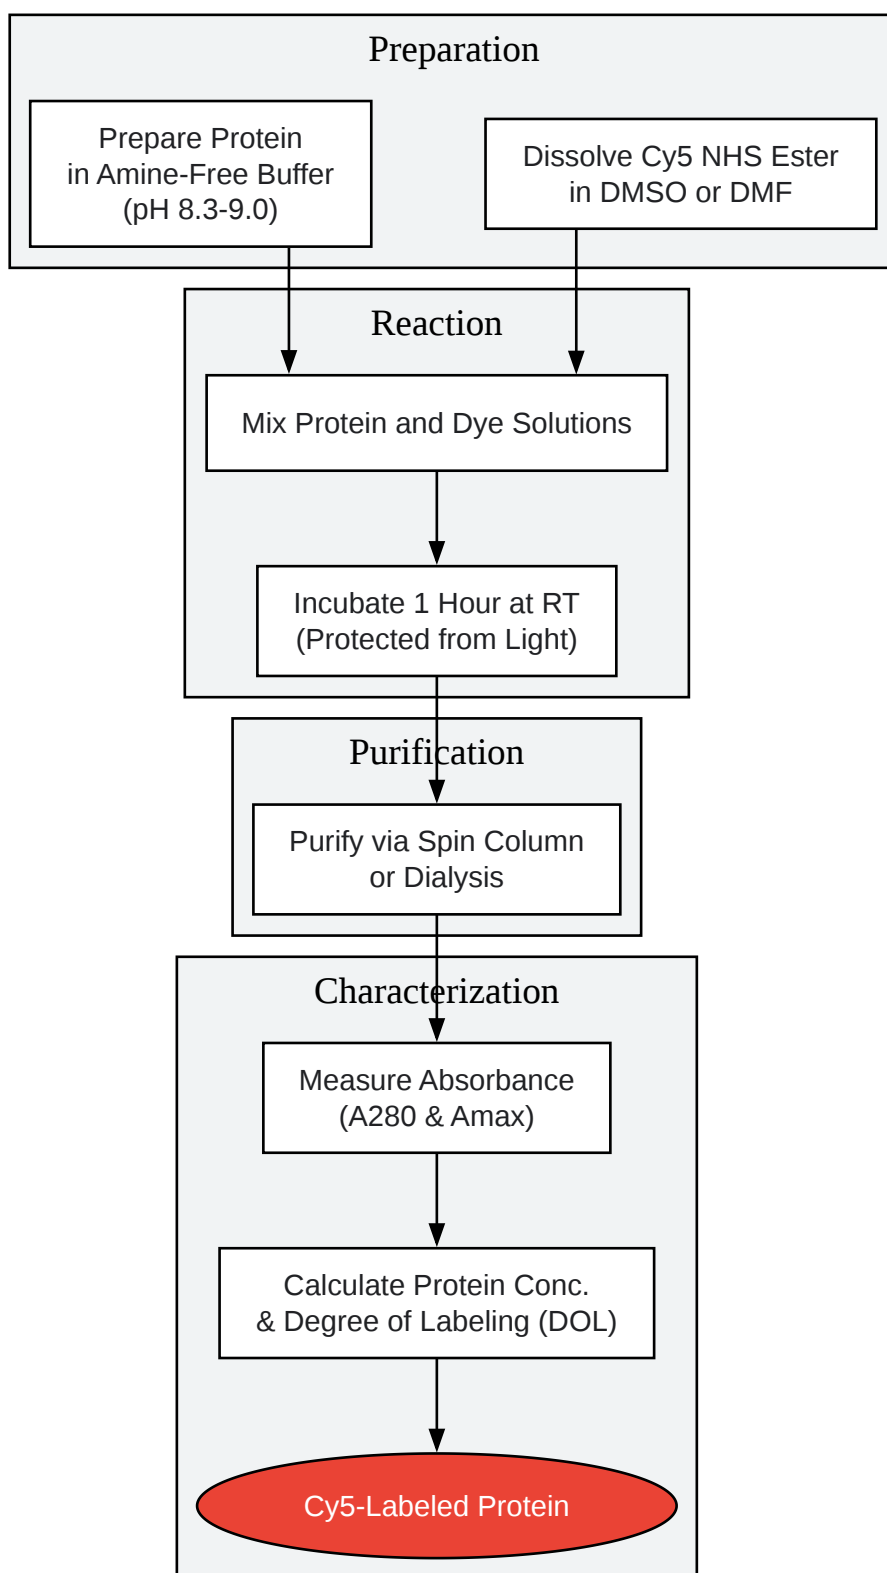 Preparation
Prepare Protein
in Amine-Free Buffer
(pH 8.3-9.0)
Dissolve Cy5 NHS Ester
in DMSO or DMF
Reaction
Mix Protein and Dye Solutions
Incubate 1 Hour at RT
(Protected from Light)
Purification
Purify via Spin Column
or Dialysis
Characterization
Measure Absorbance
(A280 & Amax)
Calculate Protein Conc.
& Degree of Labeling (DOL)
Cy5-Labeled Protein